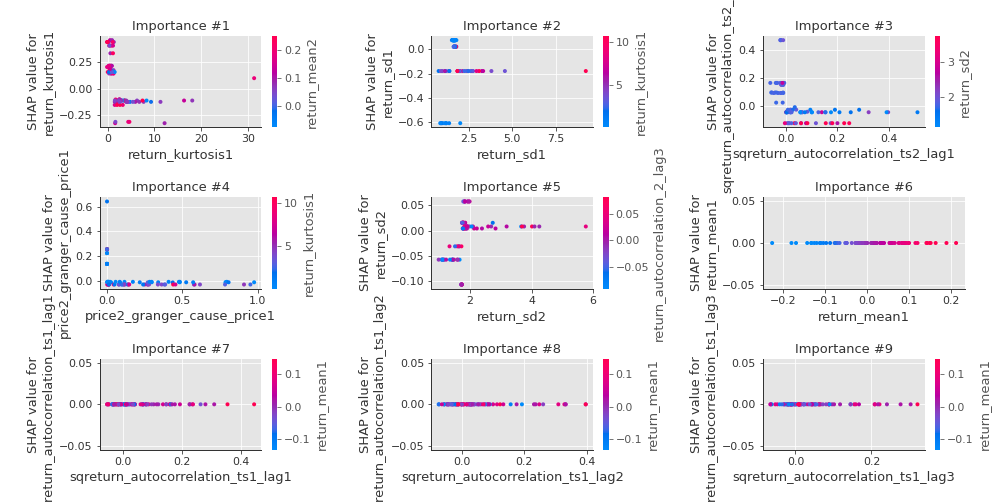 Importance #1
SHAP value for
return_kurtosis1
0.25
0.00
−0.25
0
10
20
30
return_kurtosis1
0.2
0.1
0.0
return_mean2
Importance #2
SHAP value for
return_sd1
0.0
−0.2
−0.4
−0.6
2.5
5.0
7.5
return_sd1
10
5
return_kurtosis1
Importance #3
SHAP value for
sqreturn_autocorrelation_ts2_
0.4
0.2
0.0
0.0
0.2
0.4
sqreturn_autocorrelation_ts2_lag1
3
2
return_sd2
Importance #4
SHAP value for
price2_granger_cause_price1
0.6
0.4
0.2
0.0
0.0
0.5
1.0
price2_granger_cause_price1
10
5
return_kurtosis1
Importance #5
SHAP value for
return_sd2
0.05
0.00
−0.05
−0.10
2
4
6
return_sd2
0.05
0.00
−0.05
return_autocorrelation_2_lag3
Importance #6
SHAP value for
return_mean1
0.05
0.00
−0.05
−0.2
−0.1
0.0
0.1
0.2
return_mean1
Importance #7
SHAP value for
return_autocorrelation_ts1_lag1
0.05
0.00
−0.05
0.0
0.2
0.4
sqreturn_autocorrelation_ts1_lag1
0.1
0.0
−0.1
return_mean1
Importance #8
SHAP value for
return_autocorrelation_ts1_lag2
0.05
0.00
−0.05
0.0
0.2
0.4
sqreturn_autocorrelation_ts1_lag2
0.1
0.0
−0.1
return_mean1
Importance #9
SHAP value for
return_autocorrelation_ts1_lag3
0.05
0.00
−0.05
0.0
0.2
sqreturn_autocorrelation_ts1_lag3
0.1
0.0
−0.1
return_mean1